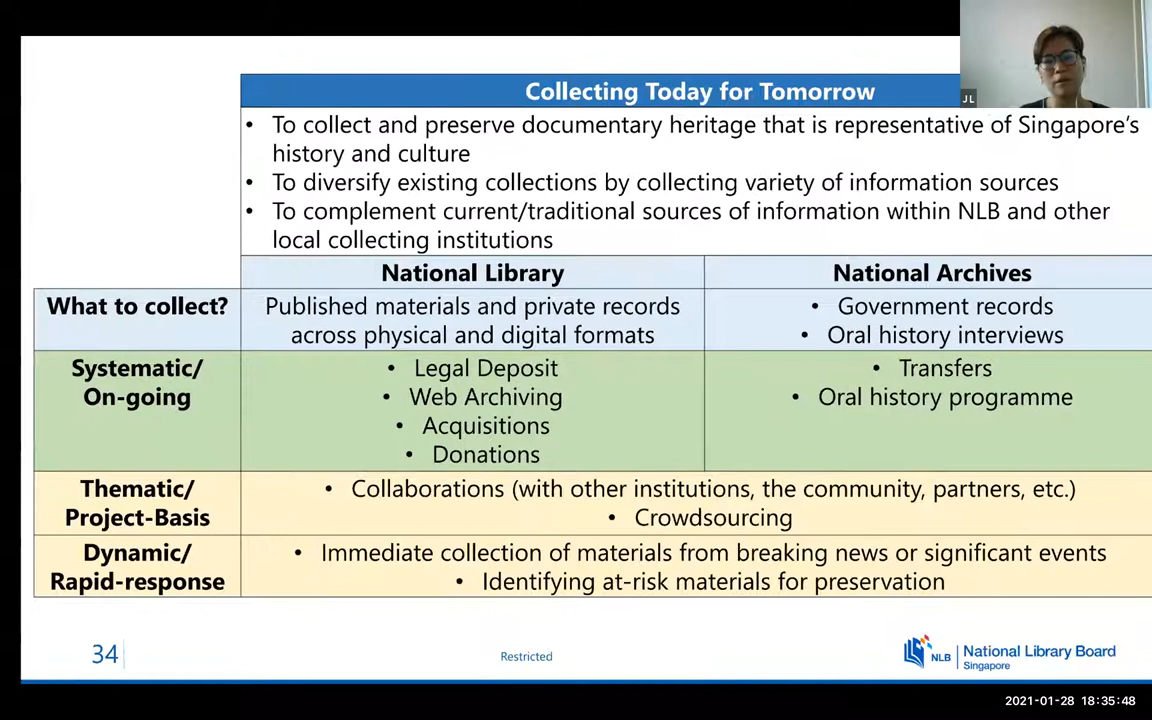 Collecting Today for Tomorrow
JL
• To collect and preserve documentary heritage that is representative of Singapore's
history and culture
• To diversify existing collections by collecting variety of information sources
• To complement current/traditional sources of information within NLB and other
local collecting institutions
National Library
National Archives
What to collect?
Published materials and private records
across physical and digital formats
• Government records
• Oral history interviews
Systematic/
On-going
• Legal Deposit
• Web Archiving
• Acquisitions
• Donations
• Transfers
• Oral history programme
Thematic/
Project-Basis
• Collaborations (with other institutions, the community, partners, etc.)
• Crowdsourcing
Dynamic/
Rapid-response
• Immediate collection of materials from breaking news or significant events
• Identifying at-risk materials for preservation
34
Restricted
NLB
National Library Board
Singapore
2021-01-28 18:35:48